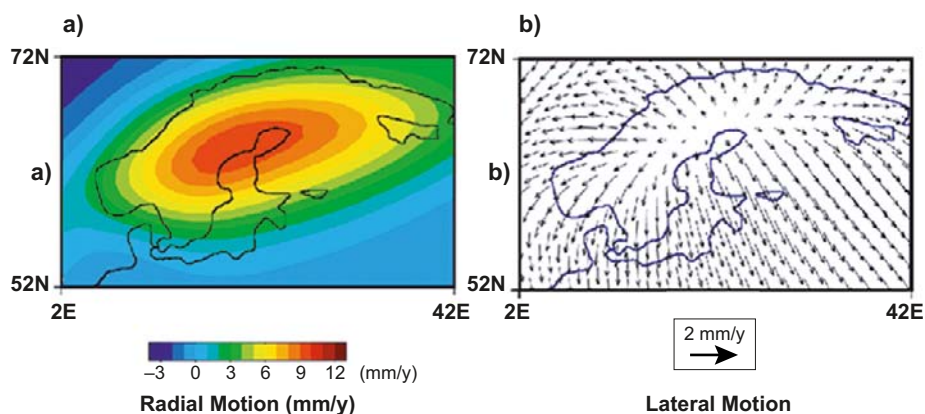 a)
72N
a)
52N
2E
42E
−3 0 3 6 9 12 (mm/y)
Radial Motion (mm/y)
b)
72N
b)
52N
2E
42E
2 mm/y
Lateral Motion